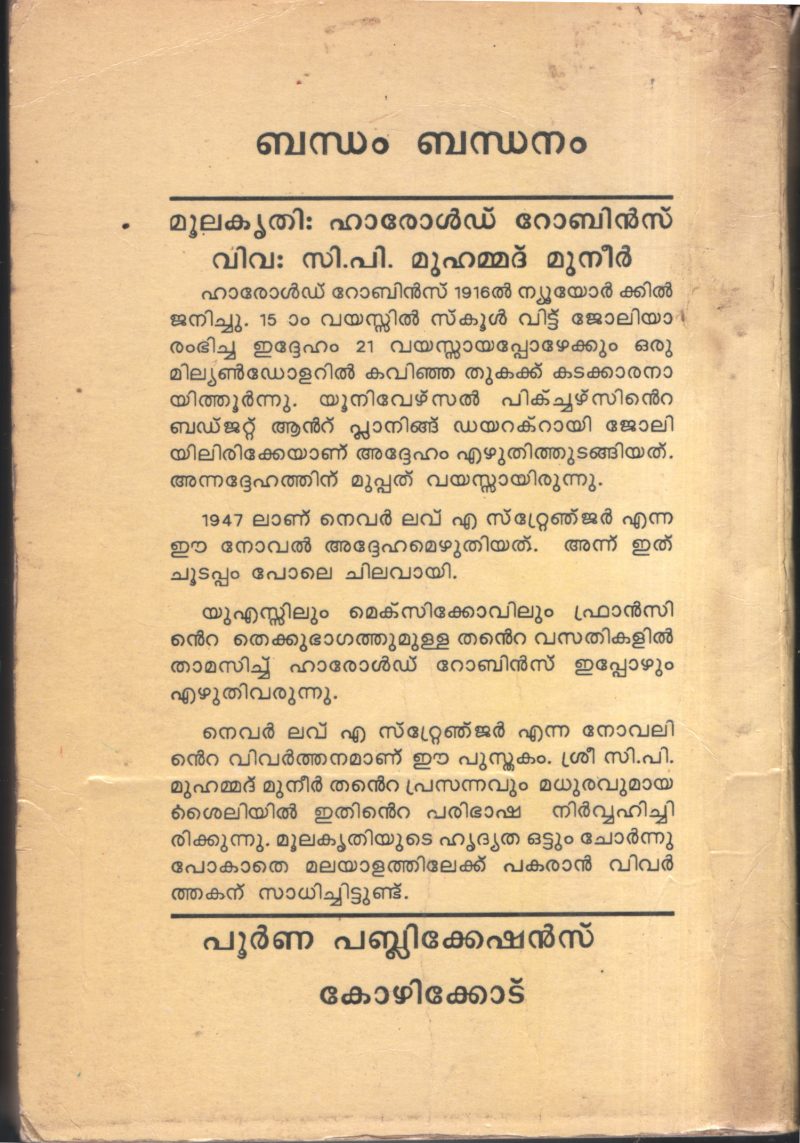 ബന്ധം ബന്ധനം
മൂലകൃതി: ഹാരോൾഡ് റോബിൻസ്
വിവ: സി.പി. മുഹമ്മദ് മുനീർ
ഹാരോൾഡ് റോബിൻസ് 1916ൽ ന്യൂയോർ ക്കിൽ
ജനിച്ചു. 15 ാം വയസ്സിൽ സ്കൂൾ വിട്ട് ജോലിയാ
രംഭിച്ച ഇദ്ദേഹം 21 വയസ്സായപ്പോഴേക്കും ഒരു
മില്യൺഡോളറിൽ കവിഞ്ഞ തുകക്ക് കടക്കാരനാ
യിത്തൂർന്നു. യൂനിവേഴ്സൽ പിക്ച്ചഴ്സിൻെറ
ബഡ്ജറ്റ് ആൻറ് പ്ലാനിങ്ങ് ഡയറക്റായി ജോലി
യിലിരിക്കേയാണ് അദ്ദേഹം എഴുതിത്തുടങ്ങിയത്.
അന്നദ്ദേഹത്തിന് മുപ്പത് വയസ്സായിരുന്നു.
1947 ലാണ് നെവർ ലവ് എ സ്റ്റ്രേഞ്ജർ എന്ന
ഈ നോവൽ അദ്ദേഹമെഴുതിയത്. അന്ന് ഇത്
ചൂടപ്പം പോലെ ചിലവായി.
യുഎസ്സിലും മെക്സിക്കോവിലും ഫ്രാൻസി
ൻെറ തെക്കുഭാഗത്തുമുള്ള തൻെറ വസതികളിൽ
താമസിച്ച് ഹാരോൾഡ് റോബിൻസ് ഇപ്പോഴും
എഴുതിവരുന്നു.
നെവർ ലവ് എ സ്റ്റ്രേഞ്ജർ എന്ന നോവലി
ൻെറ വിവർത്തനമാണ് ഈ പുസ്തകം. ശ്രീ സി.പി.
മുഹമ്മദ് മുനീർ തൻെറ പ്രസന്നവും മധുരവുമായ
ശൈലിയിൽ ഇതിൻെറ പരിഭാഷ നിർവ്വഹിച്ചി
രിക്കുന്നു. മൂലകൃതിയുടെ ഹൃദ്യത ഒട്ടും ചോർന്നു
പോകാതെ മലയാളത്തിലേക്ക് പകരാൻ വിവർ
ത്തകന് സാധിച്ചിട്ടുണ്ട്.
പൂർണ പബ്ലിക്കേഷൻസ്
കോഴിക്കോട്